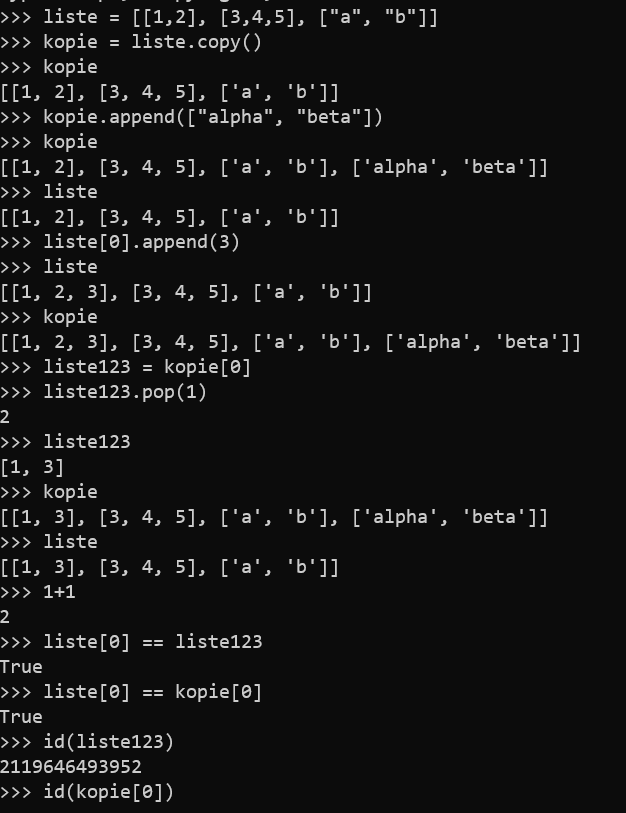 >>> liste = [[1,2], [3,4,5], ["a", "b"]]
>>> kopie = liste.copy()
>>> kopie
[[1, 2], [3, 4, 5], ['a', 'b']]
>>> kopie.append(["alpha", "beta"])
>>> kopie
[[1, 2], [3, 4, 5], ['a', 'b'], ['alpha', 'beta']]
>>> liste
[[1, 2], [3, 4, 5], ['a', 'b']]
>>> liste[0].append(3)
>>> liste
[[1, 2, 3], [3, 4, 5], ['a', 'b']]
>>> kopie
[[1, 2, 3], [3, 4, 5], ['a', 'b'], ['alpha', 'beta']]
>>> liste123 = kopie[0]
>>> liste123.pop(1)
2
>>> liste123
[1, 3]
>>> kopie
[[1, 3], [3, 4, 5], ['a', 'b'], ['alpha', 'beta']]
>>> liste
[[1, 3], [3, 4, 5], ['a', 'b']]
>>> 1+1
2
>>> liste[0] == liste123
True
>>> liste[0] == kopie[0]
True
>>> id(liste123)
2119646493952
>>> id(kopie[0])